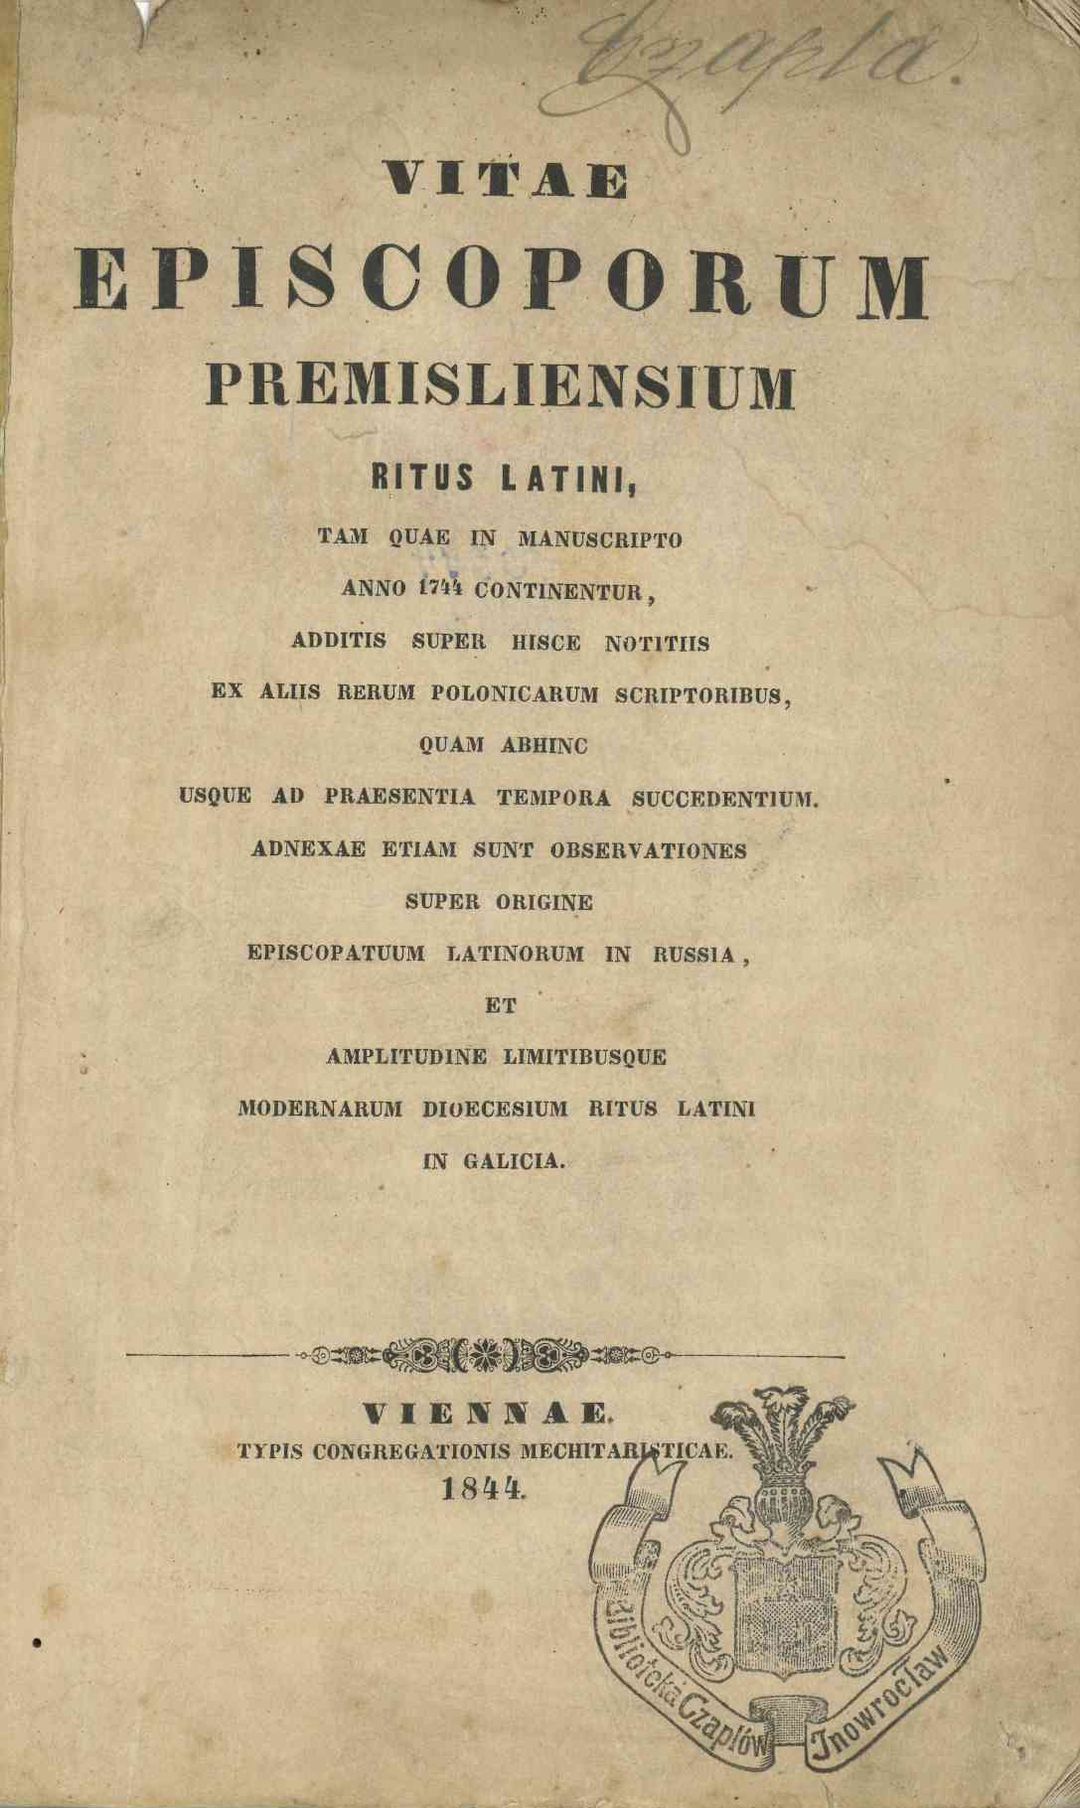 Czapla.
VITAE
EPISCOPORUM
PREMISLIENSIUM
RITUS LATINI,
TAM QUAE IN MANUSCRIPTO
ANNO 1744 CONTINENTUR,
ADDITIS SUPER HISCE NOTITIIS
EX ALIIS RERUM POLONICARUM SCRIPTORIBUS,
QUAM ABHINC
USQUE AD PRAESENTIA TEMPORA SUCCEDENTIUM.
ADNEXAE ETIAM SUNT OBSERVATIONES
SUPER ORIGINE
EPISCOPATUUM LATINORUM IN RUSSIA,
ET
AMPLITUDINE LIMITIBUSQUE
MODERNARUM DIOECESIUM RITUS LATINI
IN GALICIA.
VIENNAE.
TYPIS CONGREGATIONIS MECHITARISTICAE.
1844.
Biblioteka Czaplów Inowrocław